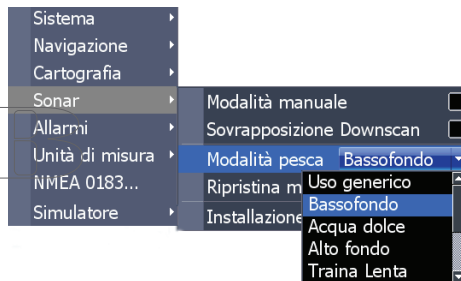 Sistema
Navigazione
Cartografia
Sonar
Allarmi
Unità di misura
NMEA 0183...
Simulatore
Modalità manuale
Sovrapposizione Downscan
Modalità pesca Bassofondo
Ripristina m
Installazione
Uso generico
Bassofondo
Acqua dolce
Alto fondo
Traina Lenta